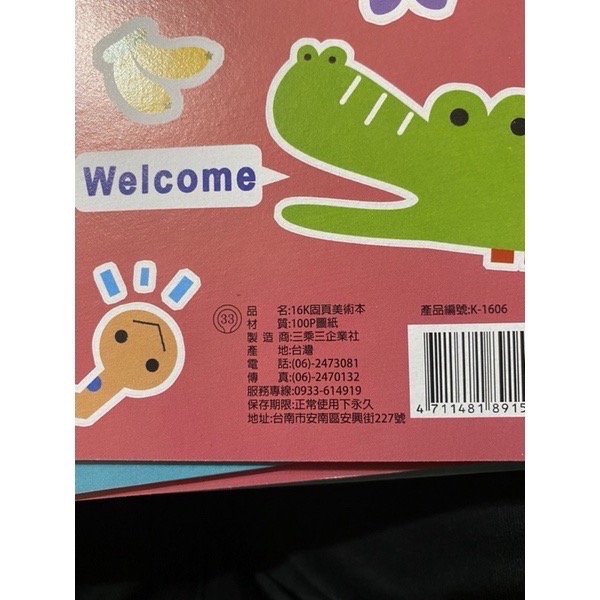 Welcome
33
品 名:16K固頁美術本
材 質:100P圖紙
製 造 商:三乘三企業社
產 地:台灣
電 話:(06)-2473081
傳 真:(06)-2470132
服務專線:0933-614919
保存期限:正常使用下永久
地址:台南市安南區安興街227號
產品編號:K-1606
4 711481 8915